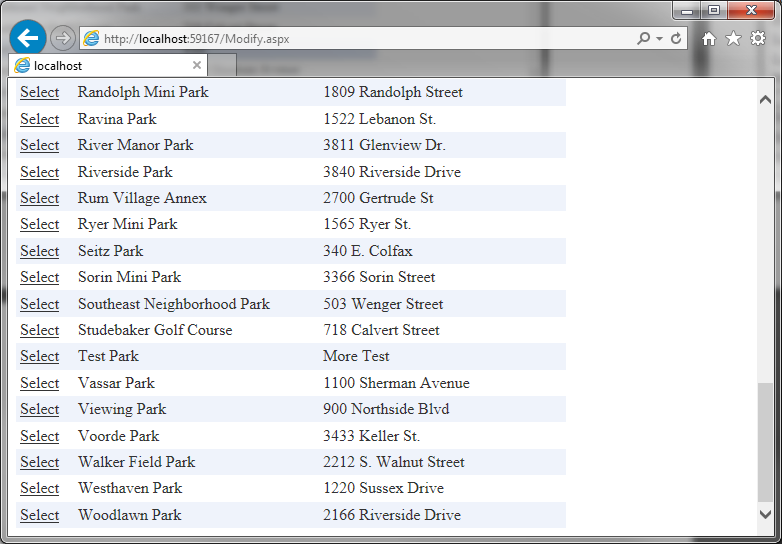 http://localhost:59167/Modify.aspx
localhost
Select Randolph Mini Park 1809 Randolph Street
Select Ravina Park 1522 Lebanon St.
Select River Manor Park 3811 Glenview Dr.
Select Riverside Park 3840 Riverside Drive
Select Rum Village Annex 2700 Gertrude St
Select Ryer Mini Park 1565 Ryer St.
Select Seitz Park 340 E. Colfax
Select Sorin Mini Park 3366 Sorin Street
Select Southeast Neighborhood Park 503 Wenger Street
Select Studebaker Golf Course 718 Calvert Street
Select Test Park More Test
Select Vassar Park 1100 Sherman Avenue
Select Viewing Park 900 Northside Blvd
Select Voorde Park 3433 Keller St.
Select Walker Field Park 2212 S. Walnut Street
Select Westhaven Park 1220 Sussex Drive
Select Woodlawn Park 2166 Riverside Drive